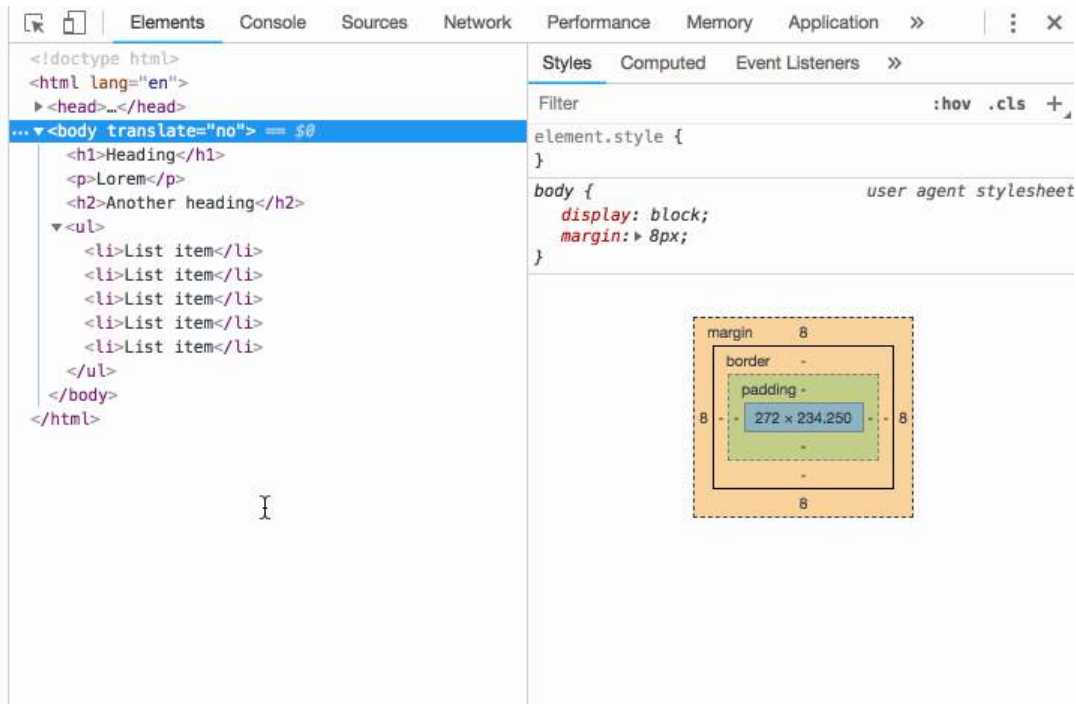 Elements Console Sources Network Performance Memory Application »
<!doctype html>
<html lang="en">
<head>…</head>
… <body translate="no"> == $0
<h1>Heading</h1>
<p>Lorem</p>
<h2>Another heading</h2>
<ul>
<li>List item</li>
<li>List item</li>
<li>List item</li>
<li>List item</li>
<li>List item</li>
</ul>
</body>
</html>
Styles Computed Event Listeners »
Filter :hov .cls +
element.style {
}
body { user agent stylesheet
display: block;
margin: 8px;
}
margin 8
border -
padding -
8 - - 272 × 234.250 - - 8
-
-
8